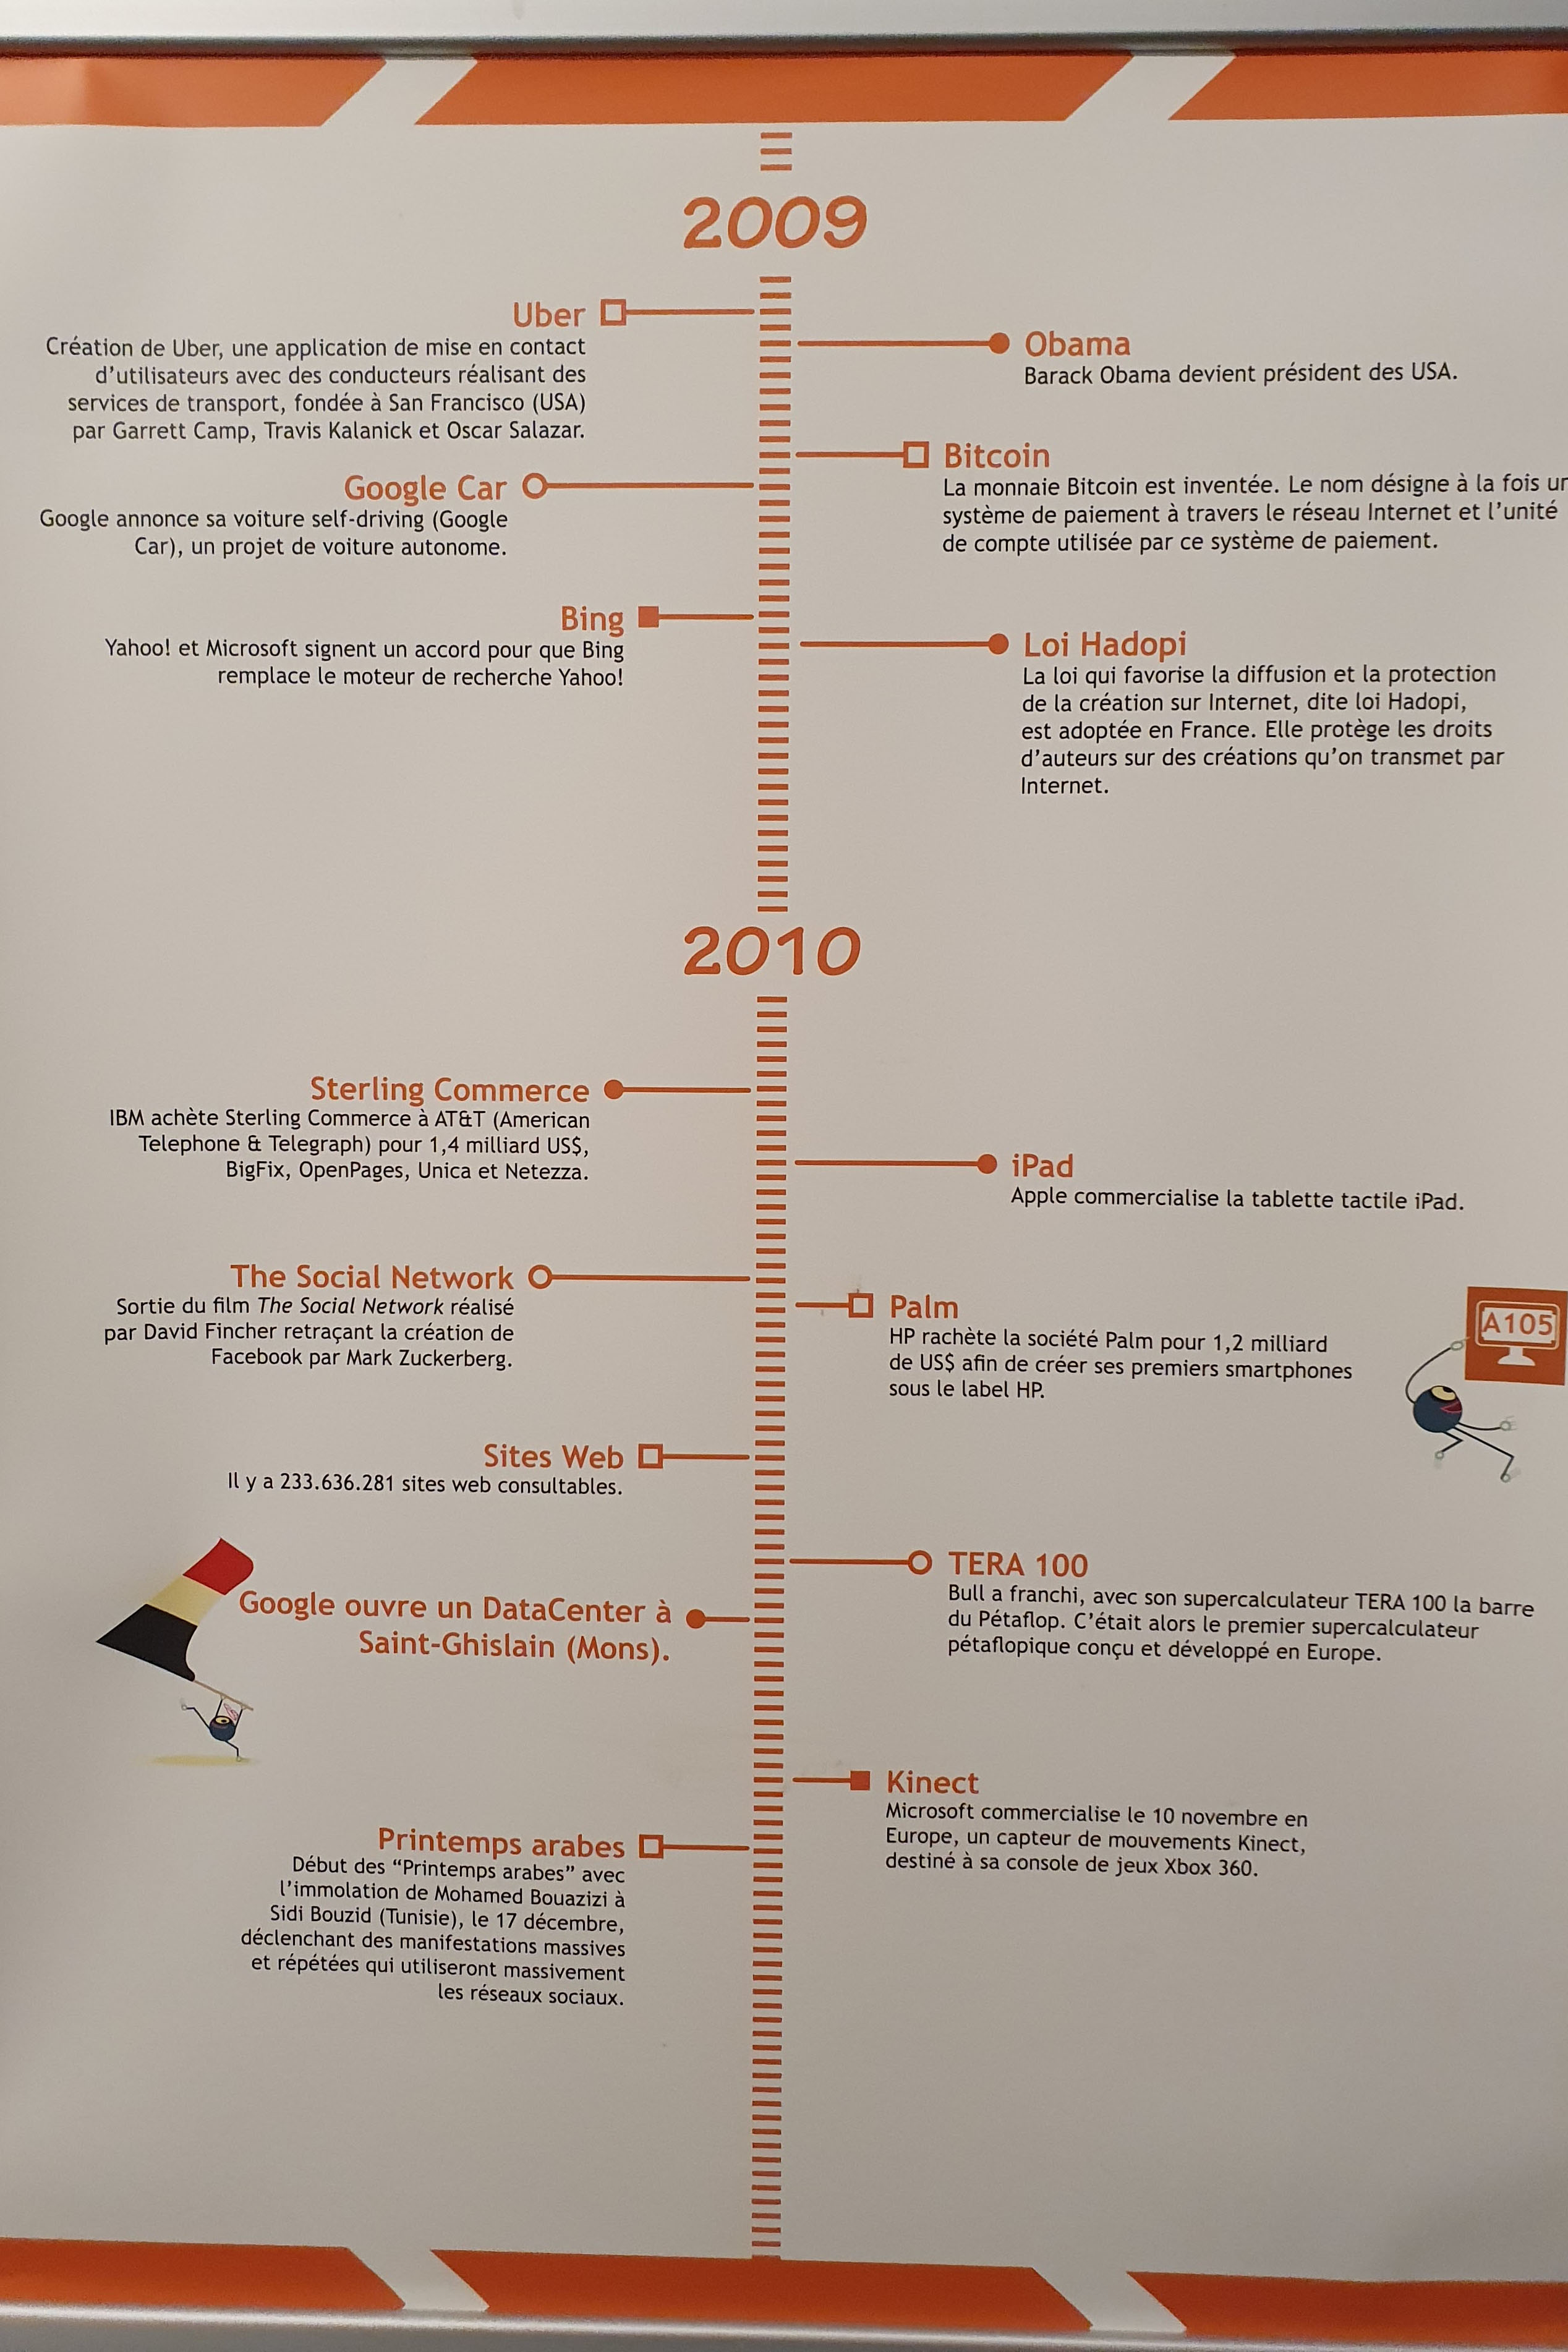 2009
Uber
Création de Uber, une application de mise en contact
d'utilisateurs avec des conducteurs réalisant des
services de transport, fondée à San Francisco (USA)
par Garrett Camp, Travis Kalanick et Oscar Salazar.
Obama
Barack Obama devient président des USA.
Bitcoin
La monnaie Bitcoin est inventée. Le nom désigne à la fois
système de paiement à travers le réseau Internet et l'unité
de compte utilisée par ce système de paiement.
Google Car
Google annonce sa voiture self-driving (Google
Car), un projet de voiture autonome.
Bing
Yahoo! et Microsoft signent un accord pour que Bing
remplace le moteur de recherche Yahoo!
Loi Hadopi
La loi qui favorise la diffusion et la protection
de la création sur Internet, dite loi Hadopi,
est adoptée en France. Elle protège les droits
d'auteurs sur des créations qu'on transmet par
Internet.
2010
Sterling Commerce
IBM achète Sterling Commerce à AT&T (American
Telephone & Telegraph) pour 1,4 milliard US$,
BigFix, OpenPages, Unica et Netezza.
iPad
Apple commercialise la tablette tactile iPad.
The Social Network
Sortie du film The Social Network réalisé
par David Fincher retraçant la création de
Facebook par Mark Zuckerberg.
Palm
HP rachète la société Palm pour 1,2 milliard
de US$ afin de créer ses premiers smartphones
sous le label HP.
A105
Sites Web
Il y a 233.636.281 sites web consultables.
TERA 100
Bull a franchi, avec son supercalculateur TERA 100 la barre
du Pétaflop. C'était alors le premier supercalculateur
pétaflopique conçu et développé en Europe.
Google ouvre un DataCenter à
Saint-Ghislain (Mons).
Kinect
Microsoft commercialise le 10 novembre en
Europe, un capteur de mouvements Kinect,
destiné à sa console de jeux Xbox 360.
Printemps arabes
Début des “Printemps arabes” avec
l'immolation de Mohamed Bouazizi à
Sidi Bouzid (Tunisie), le 17 décembre,
déclenchant des manifestations massives
et répétées qui utiliseront massivement
les réseaux sociaux.